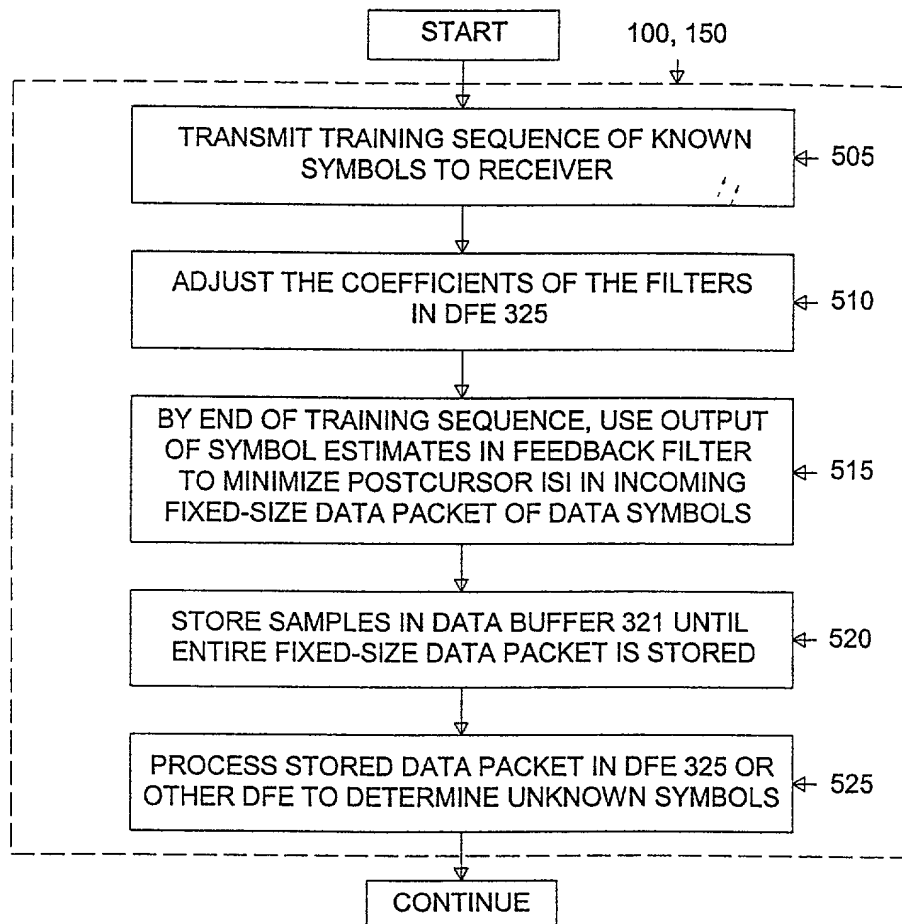 START
100, 150
TRANSMIT TRAINING SEQUENCE OF KNOWN
SYMBOLS TO RECEIVER
505
ADJUST THE COEFFICIENTS OF THE FILTERS
IN DFE 325
510
BY END OF TRAINING SEQUENCE, USE OUTPUT
OF SYMBOL ESTIMATES IN FEEDBACK FILTER
TO MINIMIZE POSTCURSOR ISI IN INCOMING
FIXED-SIZE DATA PACKET OF DATA SYMBOLS
515
STORE SAMPLES IN DATA BUFFER 321 UNTIL
ENTIRE FIXED-SIZE DATA PACKET IS STORED
520
PROCESS STORED DATA PACKET IN DFE 325 OR
OTHER DFE TO DETERMINE UNKNOWN SYMBOLS
525
CONTINUE